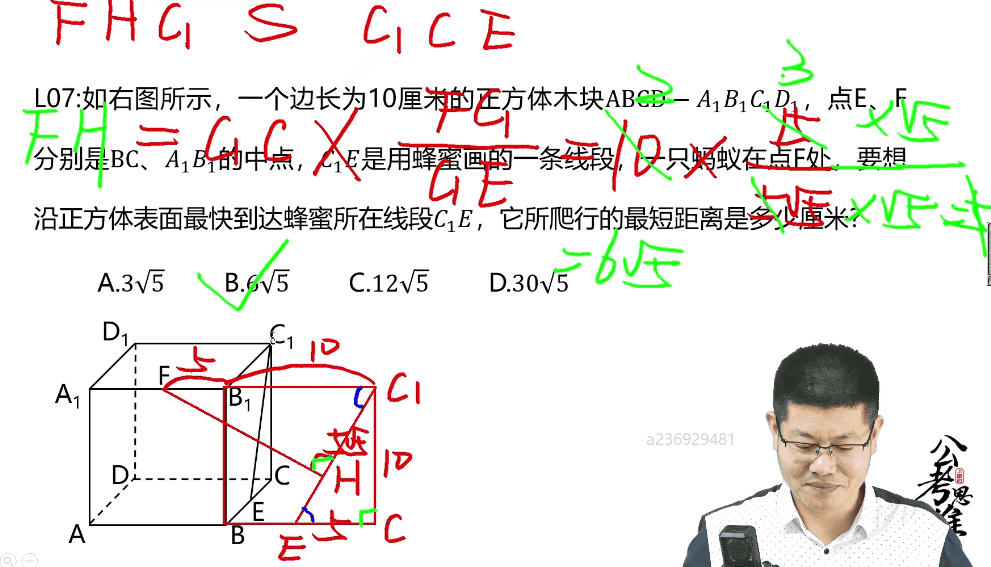 FHC₁ ∽ C₁CE
L07:如右图所示，一个边长为10厘米的正方体木块ABCD－A₁B₁C₁D₁，点E、F
分别是BC、A₁B₁的中点，C₁E是用蜂蜜画的一条线段，一只蚂蚁在点F处，要想
沿正方体表面最快到达蜂蜜所在线段C₁E，它所爬行的最短距离是多少厘米？
FH = C₁C × FC₁/C₁E = 10 × 15/5√5 ×√5/×√5
=6√5
A.3√5 B.6√5 C.12√5 D.30√5
D₁ C₁
F 5 10
A₁ B₁ C₁
5√5
H 10
D C
E
A B E 5 C
a236929481
公考思维